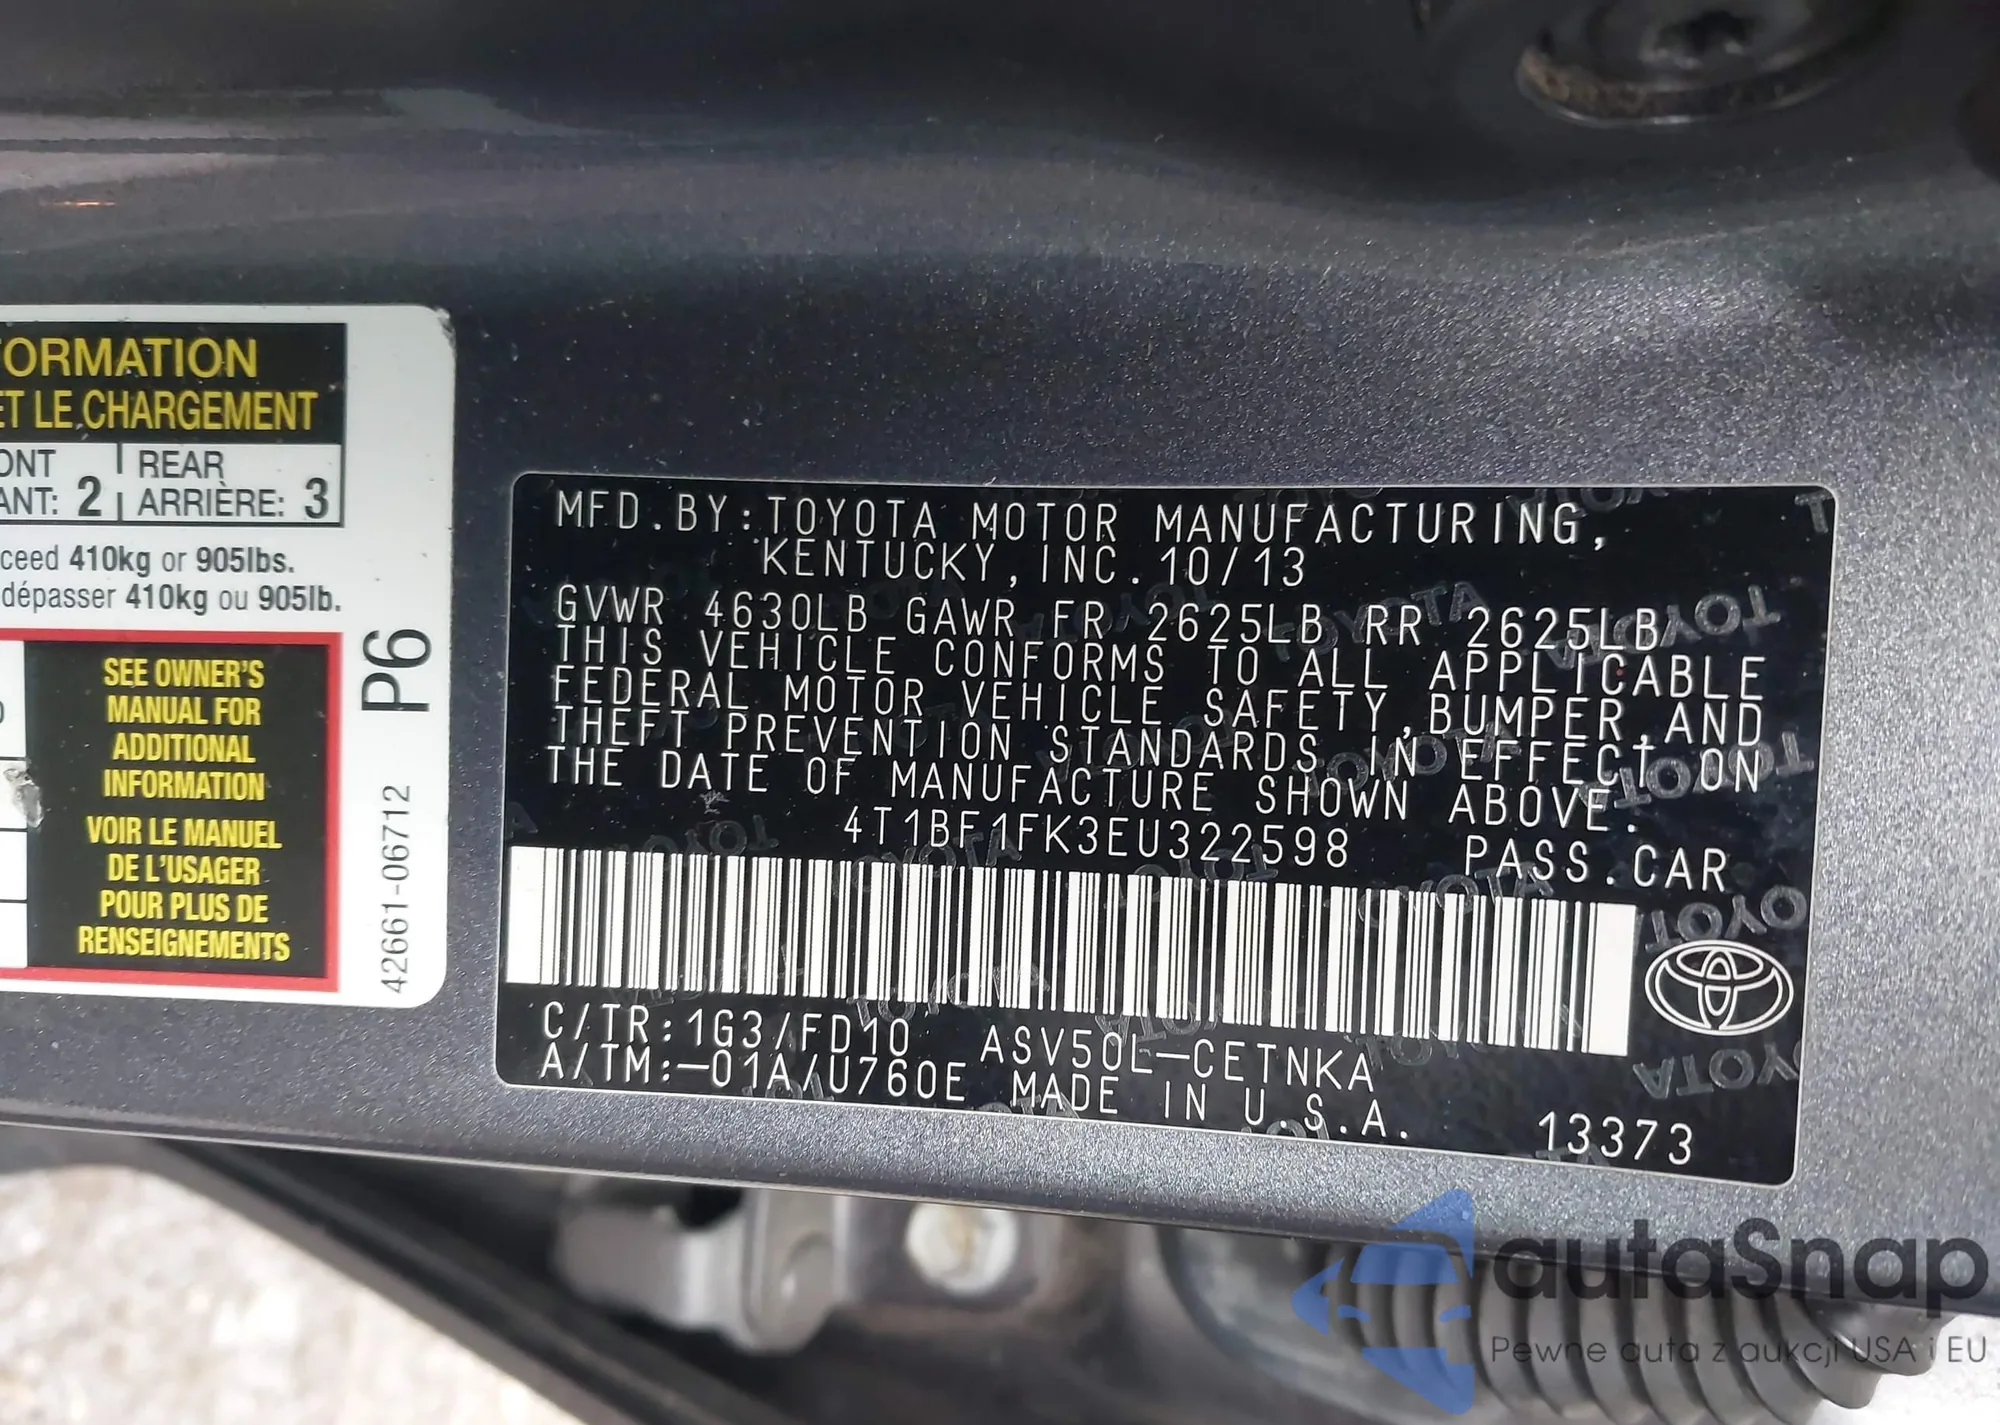 FORMATION
ET LE CHARGEMENT
ONT REAR
ANT: 2 ARRIÈRE: 3
ceed 410kg or 905lbs.
dépasser 410kg ou 905lb.
SEE OWNER'S
MANUAL FOR
ADDITIONAL
INFORMATION
VOIR LE MANUEL
DE L'USAGER
POUR PLUS DE
RENSEIGNEMENTS
P6
42661-06712
MFD.BY:TOYOTA MOTOR MANUFACTURING,
KENTUCKY,INC.10/13
GVWR 4630LB GAWR FR 2625LB RR 2625LB
THIS VEHICLE CONFORMS TO ALL APPLICABLE
FEDERAL MOTOR VEHICLE SAFETY,BUMPER,AND
THEFT PREVENTION STANDARDS IN EFFECT ON
THE DATE OF MANUFACTURE SHOWN ABOVE.
4T1BF1FK3EU322598 PASS.CAR
C/TR:1G3/FD10 ASV50L-CETNKA
A/TM:-01A/U760E MADE IN U.S.A.
13373
TOYOTA
autaSnap
Pewne auta z aukcji USA i EU